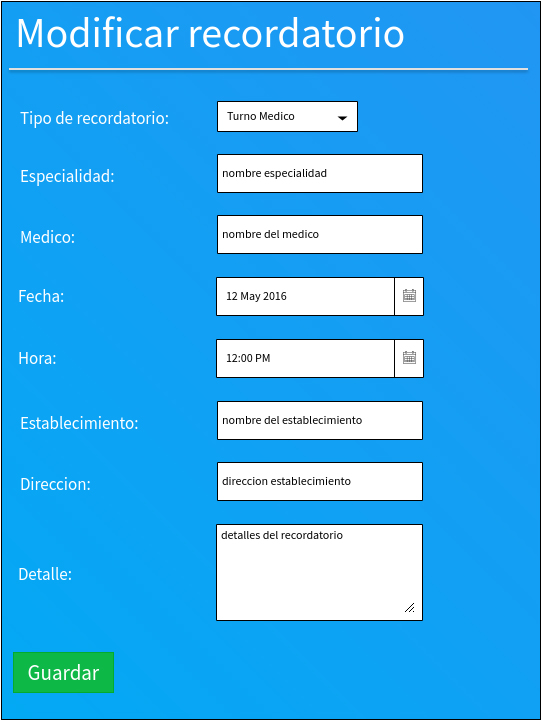 Modificar recordatorio
Tipo de recordatorio: Turno Medico
Especialidad: nombre especialidad
Medico: nombre del medico
Fecha: 12 May 2016
Hora: 12:00 PM
Establecimiento: nombre del establecimiento
Direccion: direccion establecimiento
detalles del recordatorio
Detalle:
Guardar